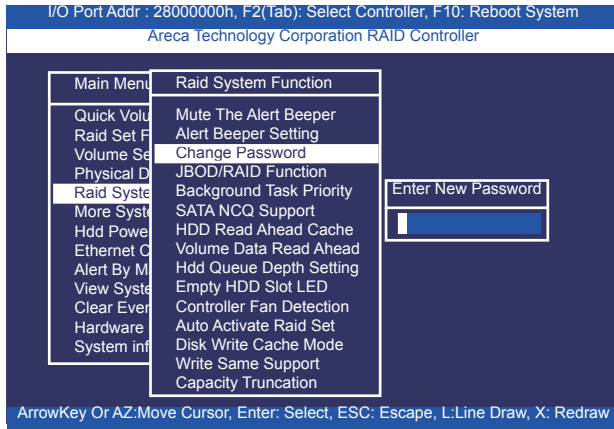 I/O Port Addr : 28000000h, F2(Tab): Select Controller, F10: Reboot System
Areca Technology Corporation RAID Controller
Main Menu
Quick Volu
Raid Set F
Volume Se
Physical D
Raid Syste
More Syste
Hdd Powe
Ethernet C
Alert By M
View Syste
Clear Even
Hardware
System inf
Raid System Function
Mute The Alert Beeper
Alert Beeper Setting
Change Password
JBOD/RAID Function
Background Task Priority
SATA NCQ Support
HDD Read Ahead Cache
Volume Data Read Ahead
Hdd Queue Depth Setting
Empty HDD Slot LED
Controller Fan Detection
Auto Activate Raid Set
Disk Write Cache Mode
Write Same Support
Capacity Truncation
Enter New Password
ArrowKey Or AZ:Move Cursor, Enter: Select, ESC: Escape, L:Line Draw, X: Redraw